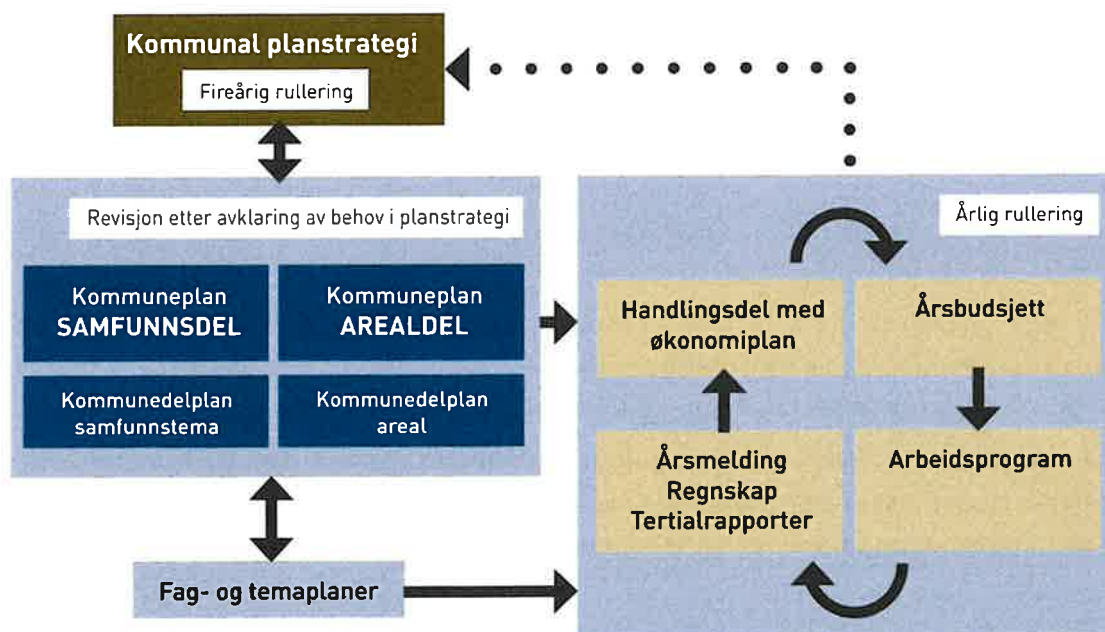 Kommunal planstrategi
Fireårig rullering
Revisjon etter avklaring av behov i planstrategi
Kommuneplan
SAMFUNNSDEL
Kommuneplan
AREALDEL
Kommunedelplan
samfunnstema
Kommunedelplan
areal
Fag- og temaplaner
Årlig rullering
Handlingsdel med
økonomiplan
Årsbudsjett
Årsmelding
Regnskap
Tertialrapporter
Arbeidsprogram